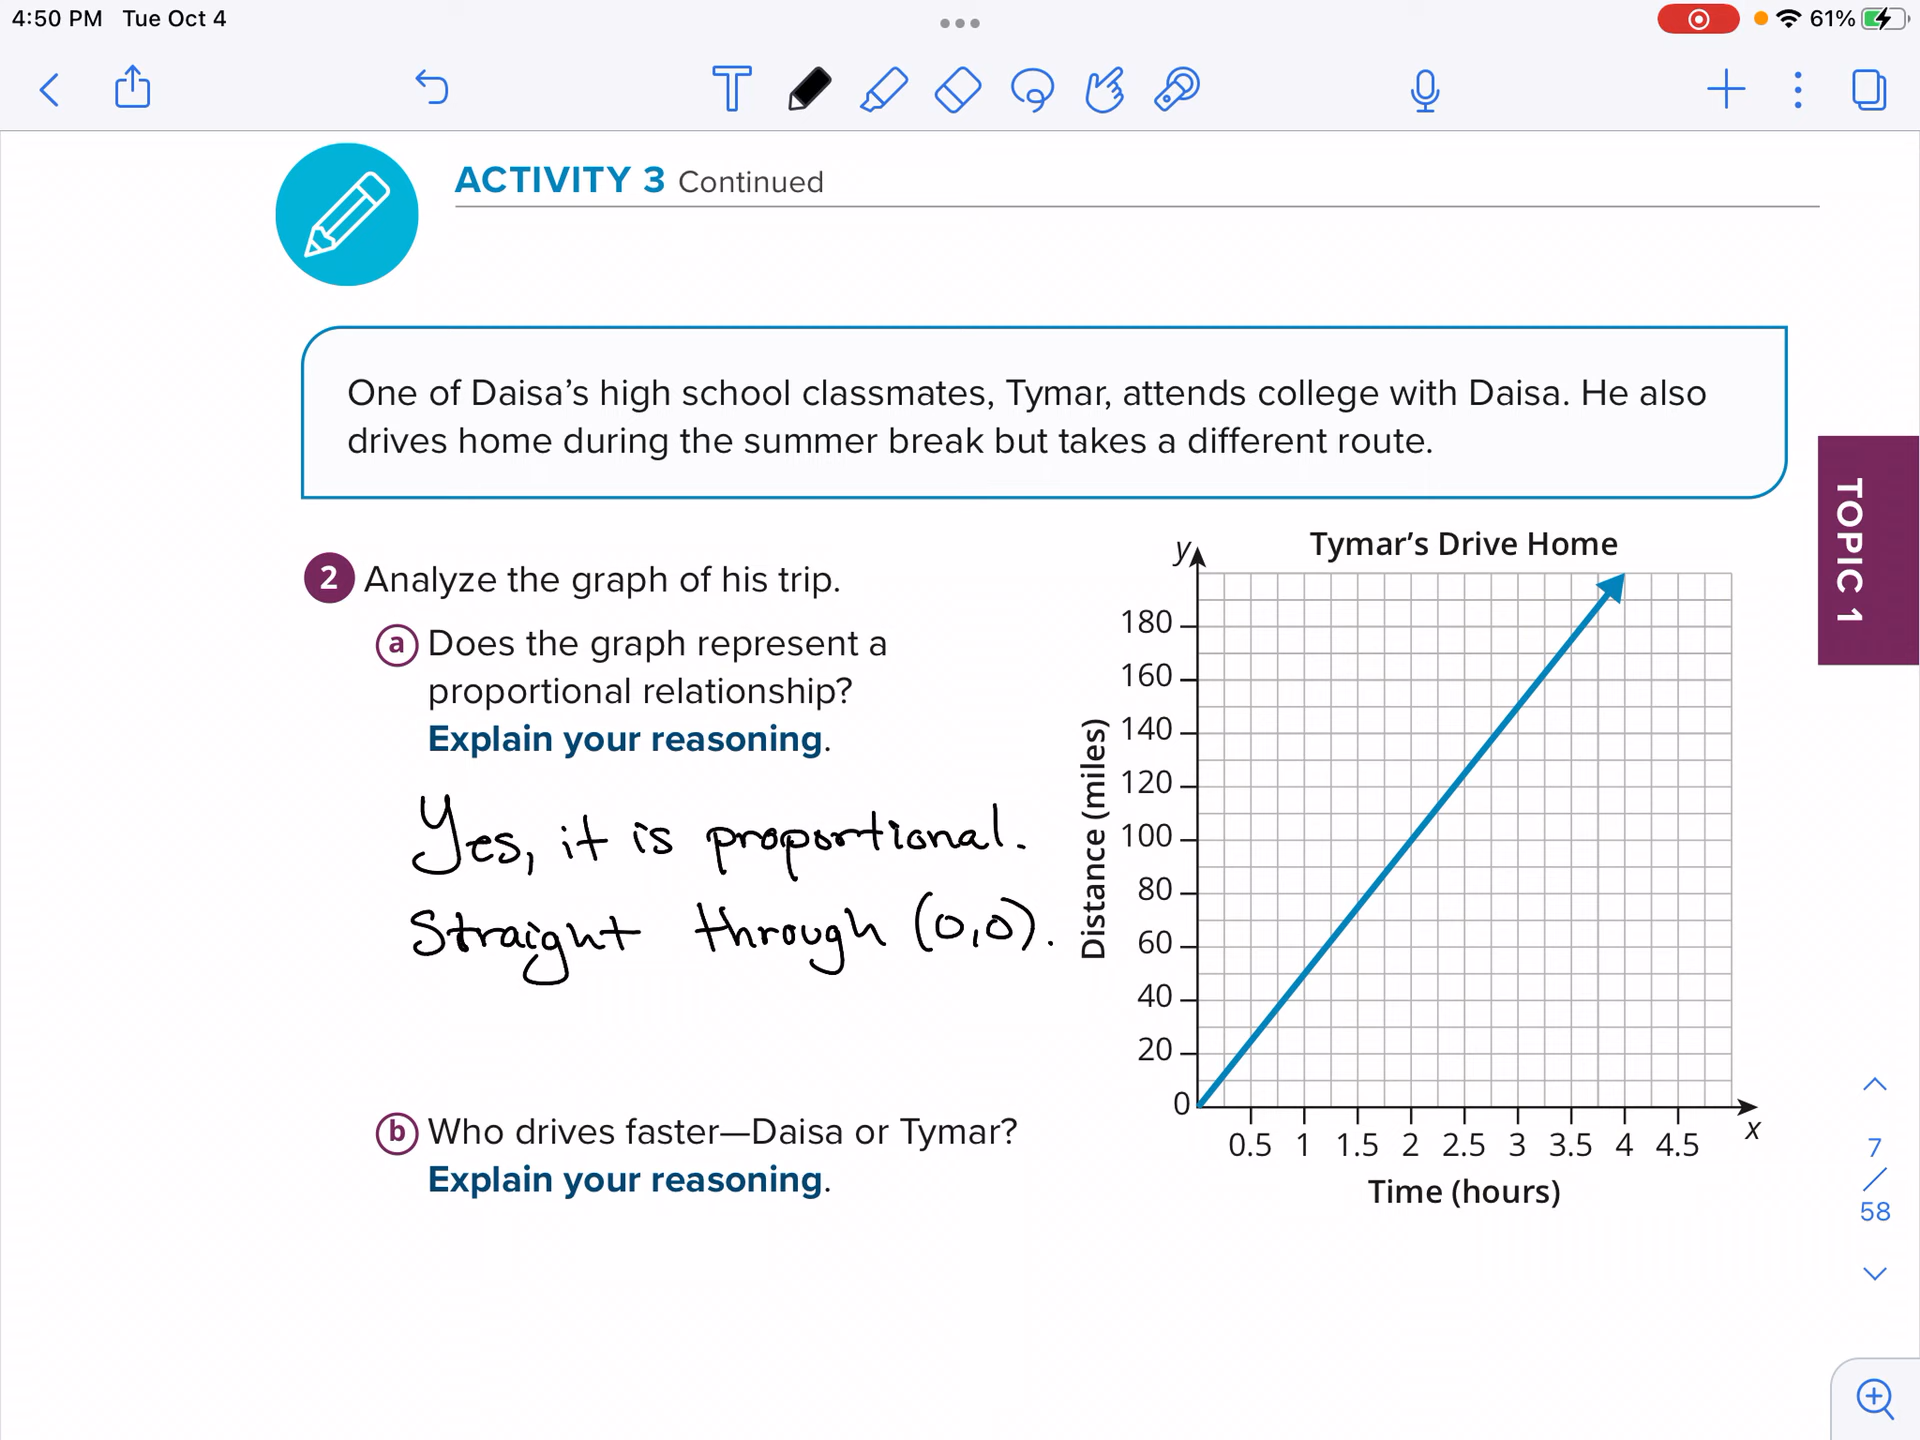 4:50 PM Tue Oct 4
61%
ACTIVITY 3 Continued
One of Daisa’s high school classmates, Tymar, attends college with Daisa. He also
drives home during the summer break but takes a different route.
TOPIC 1
2 Analyze the graph of his trip.
a Does the graph represent a
proportional relationship?
Explain your reasoning.
Yes, it is proportional.
Straight through (0,0).
b Who drives faster—Daisa or Tymar?
Explain your reasoning.
Tymar’s Drive Home
y
180
160
140
120
100
80
60
40
20
0
Distance (miles)
0.5 1 1.5 2 2.5 3 3.5 4 4.5
x
Time (hours)
7
/
58